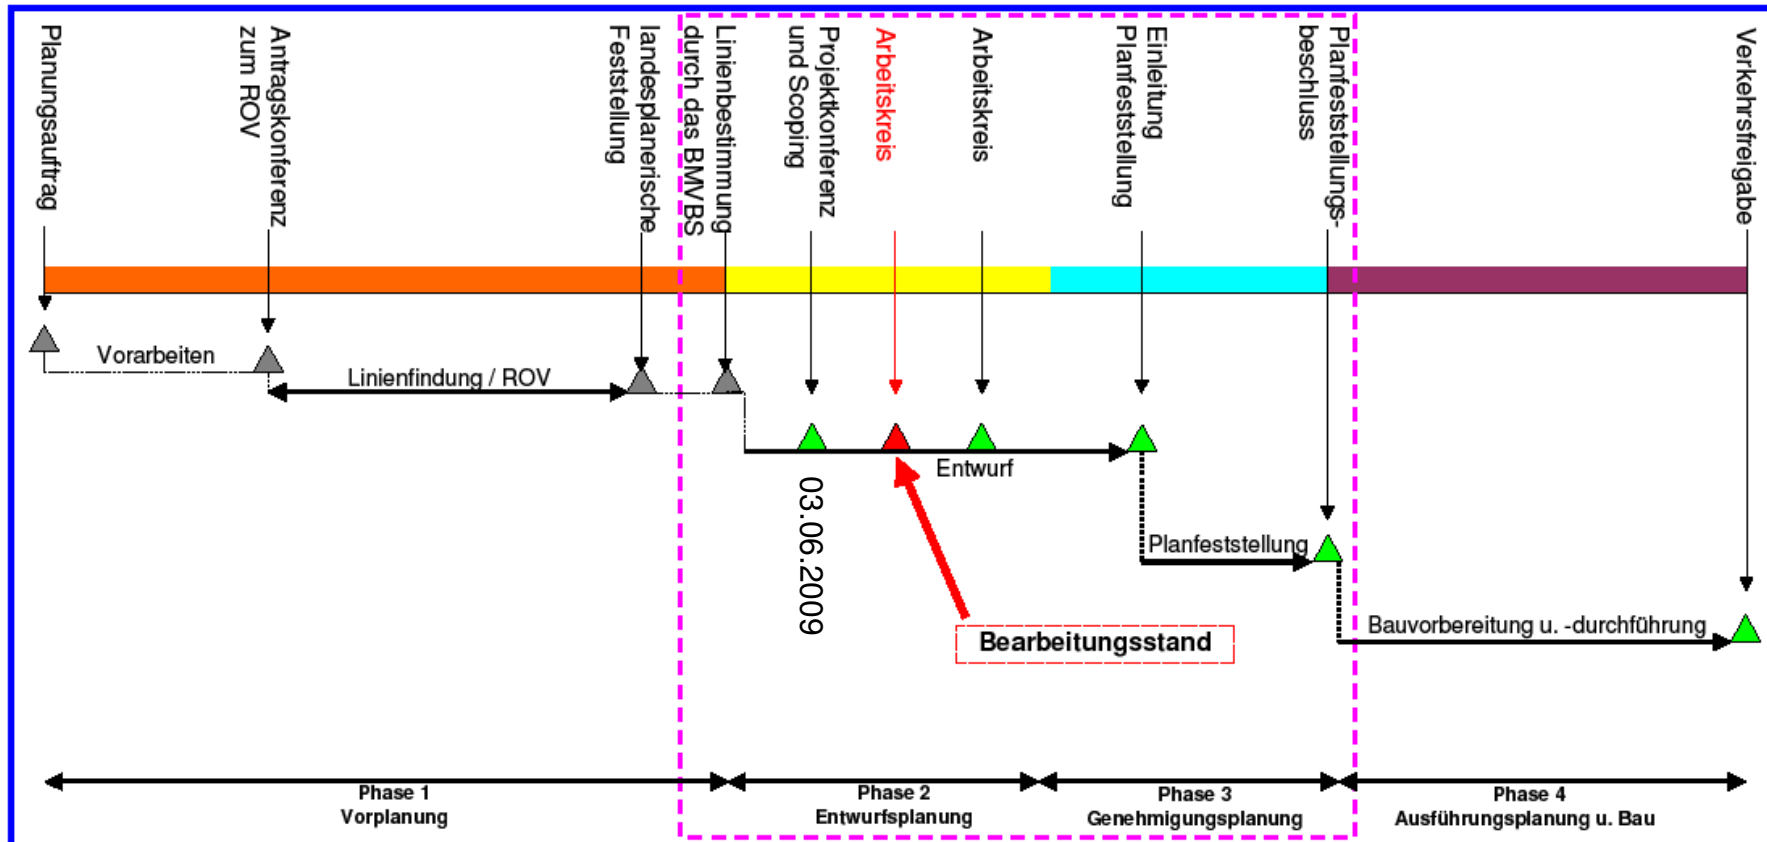 Planungsauftrag
Antragskonferenz
zum ROV
landesplanerische
Feststellung
Linienbestimmung
durch das BMVBS
Projektkonferenz
und Scoping
Arbeitskreis
Arbeitskreis
Einleitung
Planfeststellung
Planfeststellungs-
beschluss
Verkehrsfreigabe
Vorarbeiten
Linienfindung / ROV
Entwurf
03.06.2009
Planfeststellung
Bearbeitungsstand
Bauvorbereitung u. -durchführung
Phase 1
Vorplanung
Phase 2
Entwurfsplanung
Phase 3
Genehmigungsplanung
Phase 4
Ausführungsplanung u. Bau